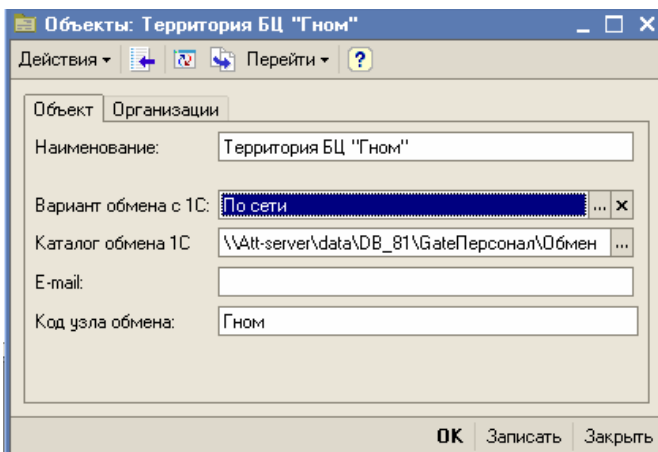 Объекты: Территория БЦ "Гном"
Действия Перейти ?
Объект Организации
Наименование: Территория БЦ "Гном"
Вариант обмена с 1С: По сети ... x
Каталог обмена 1С \\Att-server\data\DB_81\GateПерсонал\Обмен ...
E-mail:
Код узла обмена: Гном
OK Записать Закрыть